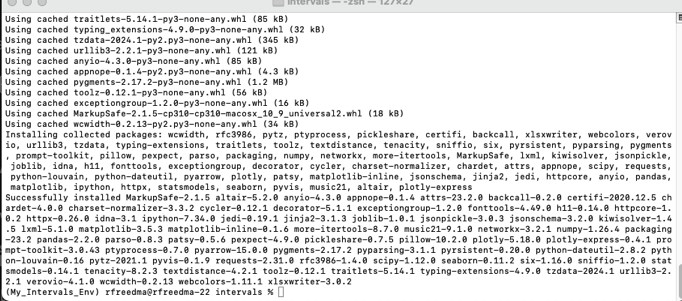 intervals — -zsh — 127×27
Using cached traitlets-5.14.1-py3-none-any.whl (85 kB)
Using cached typing_extensions-4.9.0-py3-none-any.whl (32 kB)
Using cached tzdata-2024.1-py2.py3-none-any.whl (345 kB)
Using cached urllib3-2.2.1-py3-none-any.whl (121 kB)
Using cached anyio-4.3.0-py3-none-any.whl (85 kB)
Using cached appnope-0.1.4-py2.py3-none-any.whl (4.3 kB)
Using cached pygments-2.17.2-py3-none-any.whl (1.2 MB)
Using cached toolz-0.12.1-py3-none-any.whl (56 kB)
Using cached exceptiongroup-1.2.0-py3-none-any.whl (16 kB)
Using cached MarkupSafe-2.1.5-cp310-cp310-macosx_10_9_universal2.whl (18 kB)
Using cached wcwidth-0.2.13-py2.py3-none-any.whl (34 kB)
Installing collected packages: wcwidth, rfc3986, pytz, ptyprocess, pickleshare, certifi, backcall, xlsxwriter, webcolors, verov
io, urllib3, tzdata, typing-extensions, traitlets, toolz, textdistance, tenacity, sniffio, six, pyrsistent, pyparsing, pygments
, prompt-toolkit, pillow, pexpect, parso, packaging, numpy, networkx, more-itertools, MarkupSafe, lxml, kiwisolver, jsonpickle,
joblib, idna, h11, fonttools, exceptiongroup, decorator, cycler, charset-normalizer, chardet, attrs, appnope, scipy, requests,
python-louvain, python-dateutil, pyarrow, plotly, patsy, matplotlib-inline, jsonschema, jinja2, jedi, httpcore, anyio, pandas,
matplotlib, ipython, httpx, statsmodels, seaborn, pyvis, music21, altair, plotly-express
Successfully installed MarkupSafe-2.1.5 altair-5.2.0 anyio-4.3.0 appnope-0.1.4 attrs-23.2.0 backcall-0.2.0 certifi-2020.12.5 ch
ardet-4.0.0 charset-normalizer-3.3.2 cycler-0.12.1 decorator-5.1.1 exceptiongroup-1.2.0 fonttools-4.49.0 h11-0.14.0 httpcore-1.
0.2 httpx-0.26.0 idna-3.1 ipython-7.34.0 jedi-0.19.1 jinja2-3.1.3 joblib-1.0.1 jsonpickle-3.0.3 jsonschema-3.2.0 kiwisolver-1.4
.5 lxml-5.1.0 matplotlib-3.5.3 matplotlib-inline-0.1.6 more-itertools-8.7.0 music21-9.1.0 networkx-3.2.1 numpy-1.26.4 packaging
-23.2 pandas-2.2.0 parso-0.8.3 patsy-0.5.6 pexpect-4.9.0 pickleshare-0.7.5 pillow-10.2.0 plotly-5.18.0 plotly-express-0.4.1 pro
mpt-toolkit-3.0.43 ptyprocess-0.7.0 pyarrow-15.0.0 pygments-2.17.2 pyparsing-3.1.1 pyrsistent-0.20.0 python-dateutil-2.8.2 pyth
on-louvain-0.16 pytz-2021.1 pyvis-0.1.9 requests-2.31.0 rfc3986-1.4.0 scipy-1.12.0 seaborn-0.11.2 six-1.16.0 sniffio-1.2.0 stat
smodels-0.14.1 tenacity-8.2.3 textdistance-4.2.1 toolz-0.12.1 traitlets-5.14.1 typing-extensions-4.9.0 tzdata-2024.1 urllib3-2.
2.1 verovio-4.1.0 wcwidth-0.2.13 webcolors-1.11.1 xlsxwriter-3.0.2
(My_Intervals_Env) rfreedma@rfreedma-22 intervals %